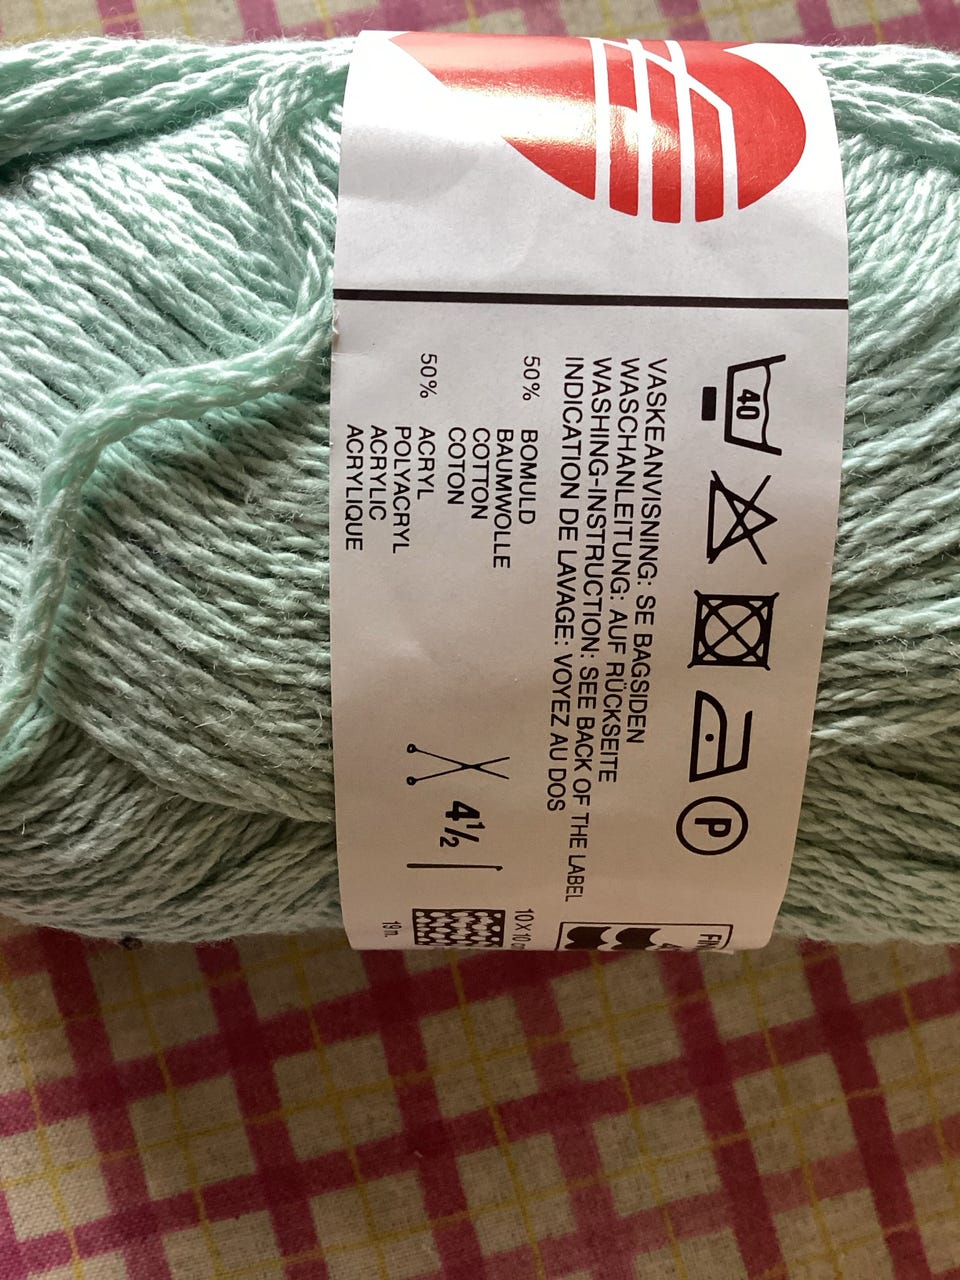 40
P
VASKEANVISNING: SE BAGSIDEN
WASCHANLEITUNG: AUF RÜCKSEITE
WASHING-INSTRUCTION: SEE BACK OF THE LABEL
INDICATION DE LAVAGE: VOYEZ AU DOS
50% BOMULD
BAUMWOLLE
COTTON
COTON
50% ACRYL
POLYACRYL
ACRYLIC
ACRYLIQUE
4½
10 X 10
19